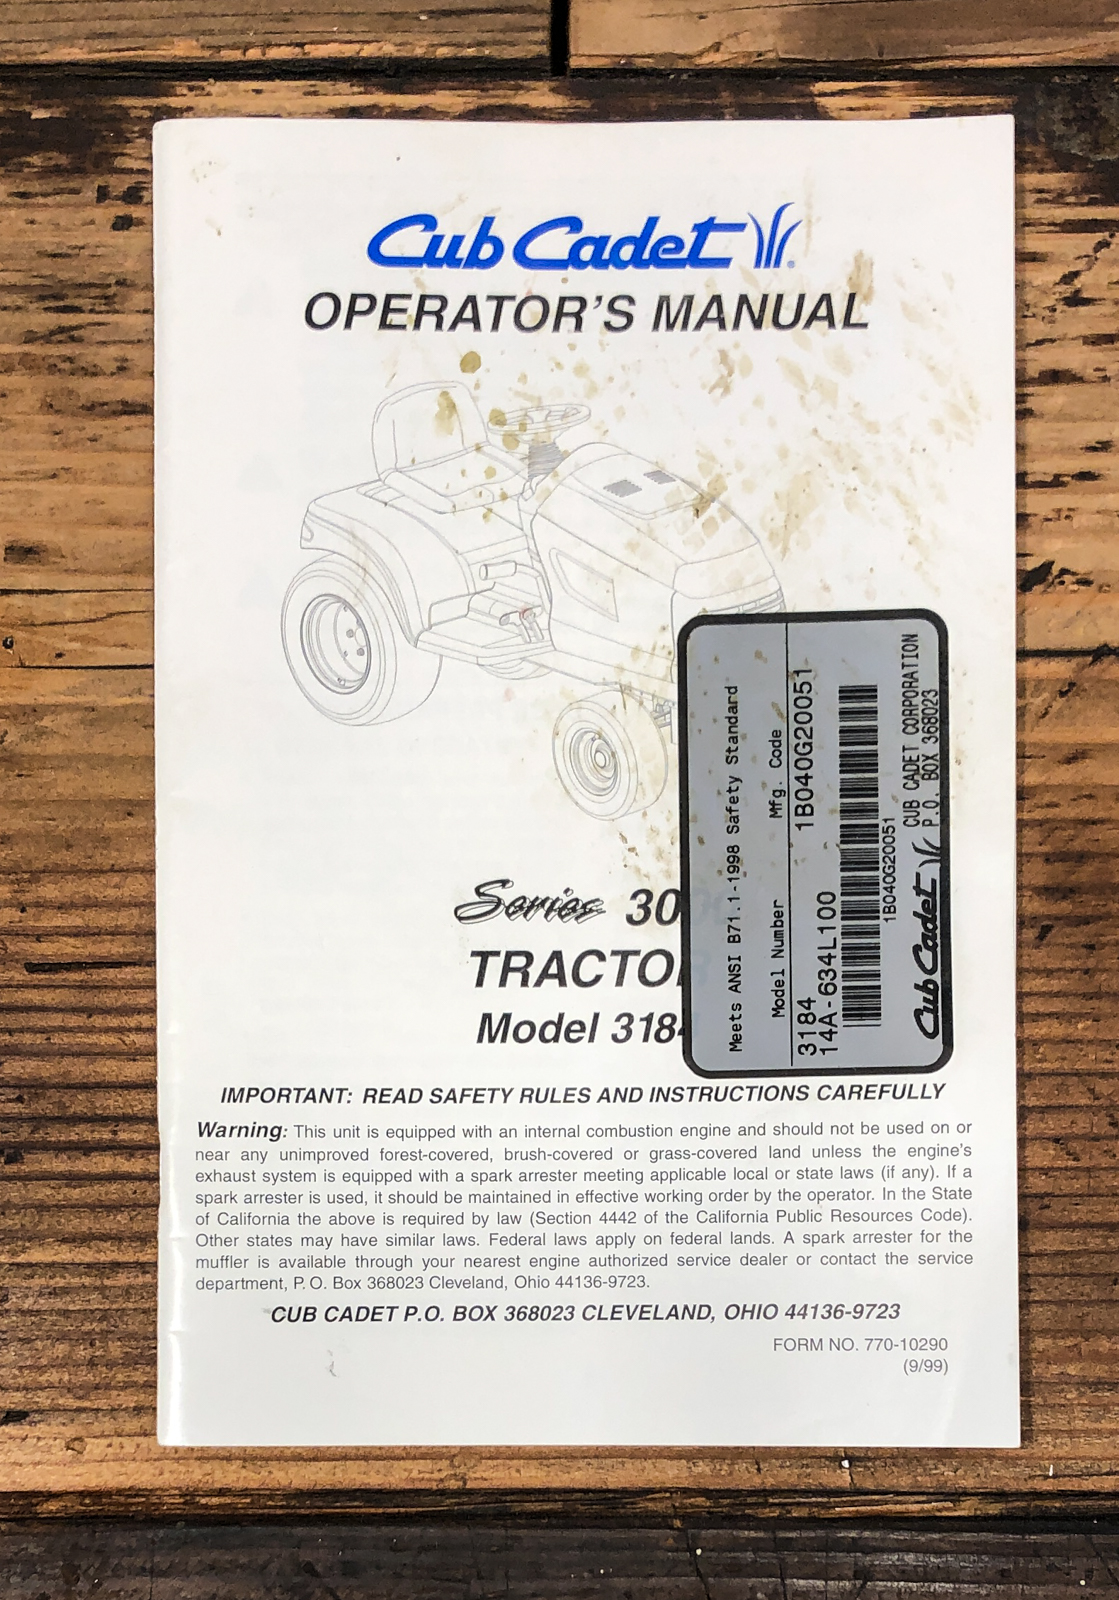 Cub Cadet
OPERATOR'S MANUAL
Series 30
TRACTOR
Model 3184
Meets ANSI B71.1-1998 Safety Standard
Model Number Mfg. Code
3184
14A-634L100 1B040G20051
1B040G20051
Cub Cadet CUB CADET CORPORATION
P.O. BOX 368023
IMPORTANT: READ SAFETY RULES AND INSTRUCTIONS CAREFULLY
Warning: This unit is equipped with an internal combustion engine and should not be used on or
near any unimproved forest-covered, brush-covered or grass-covered land unless the engine's
exhaust system is equipped with a spark arrester meeting applicable local or state laws (if any). If a
spark arrester is used, it should be maintained in effective working order by the operator. In the State
of California the above is required by law (Section 4442 of the California Public Resources Code).
Other states may have similar laws. Federal laws apply on federal lands. A spark arrester for the
muffler is available through your nearest engine authorized service dealer or contact the service
department, P. O. Box 368023 Cleveland, Ohio 44136-9723.
CUB CADET P.O. BOX 368023 CLEVELAND, OHIO 44136-9723
FORM NO. 770-10290
(9/99)